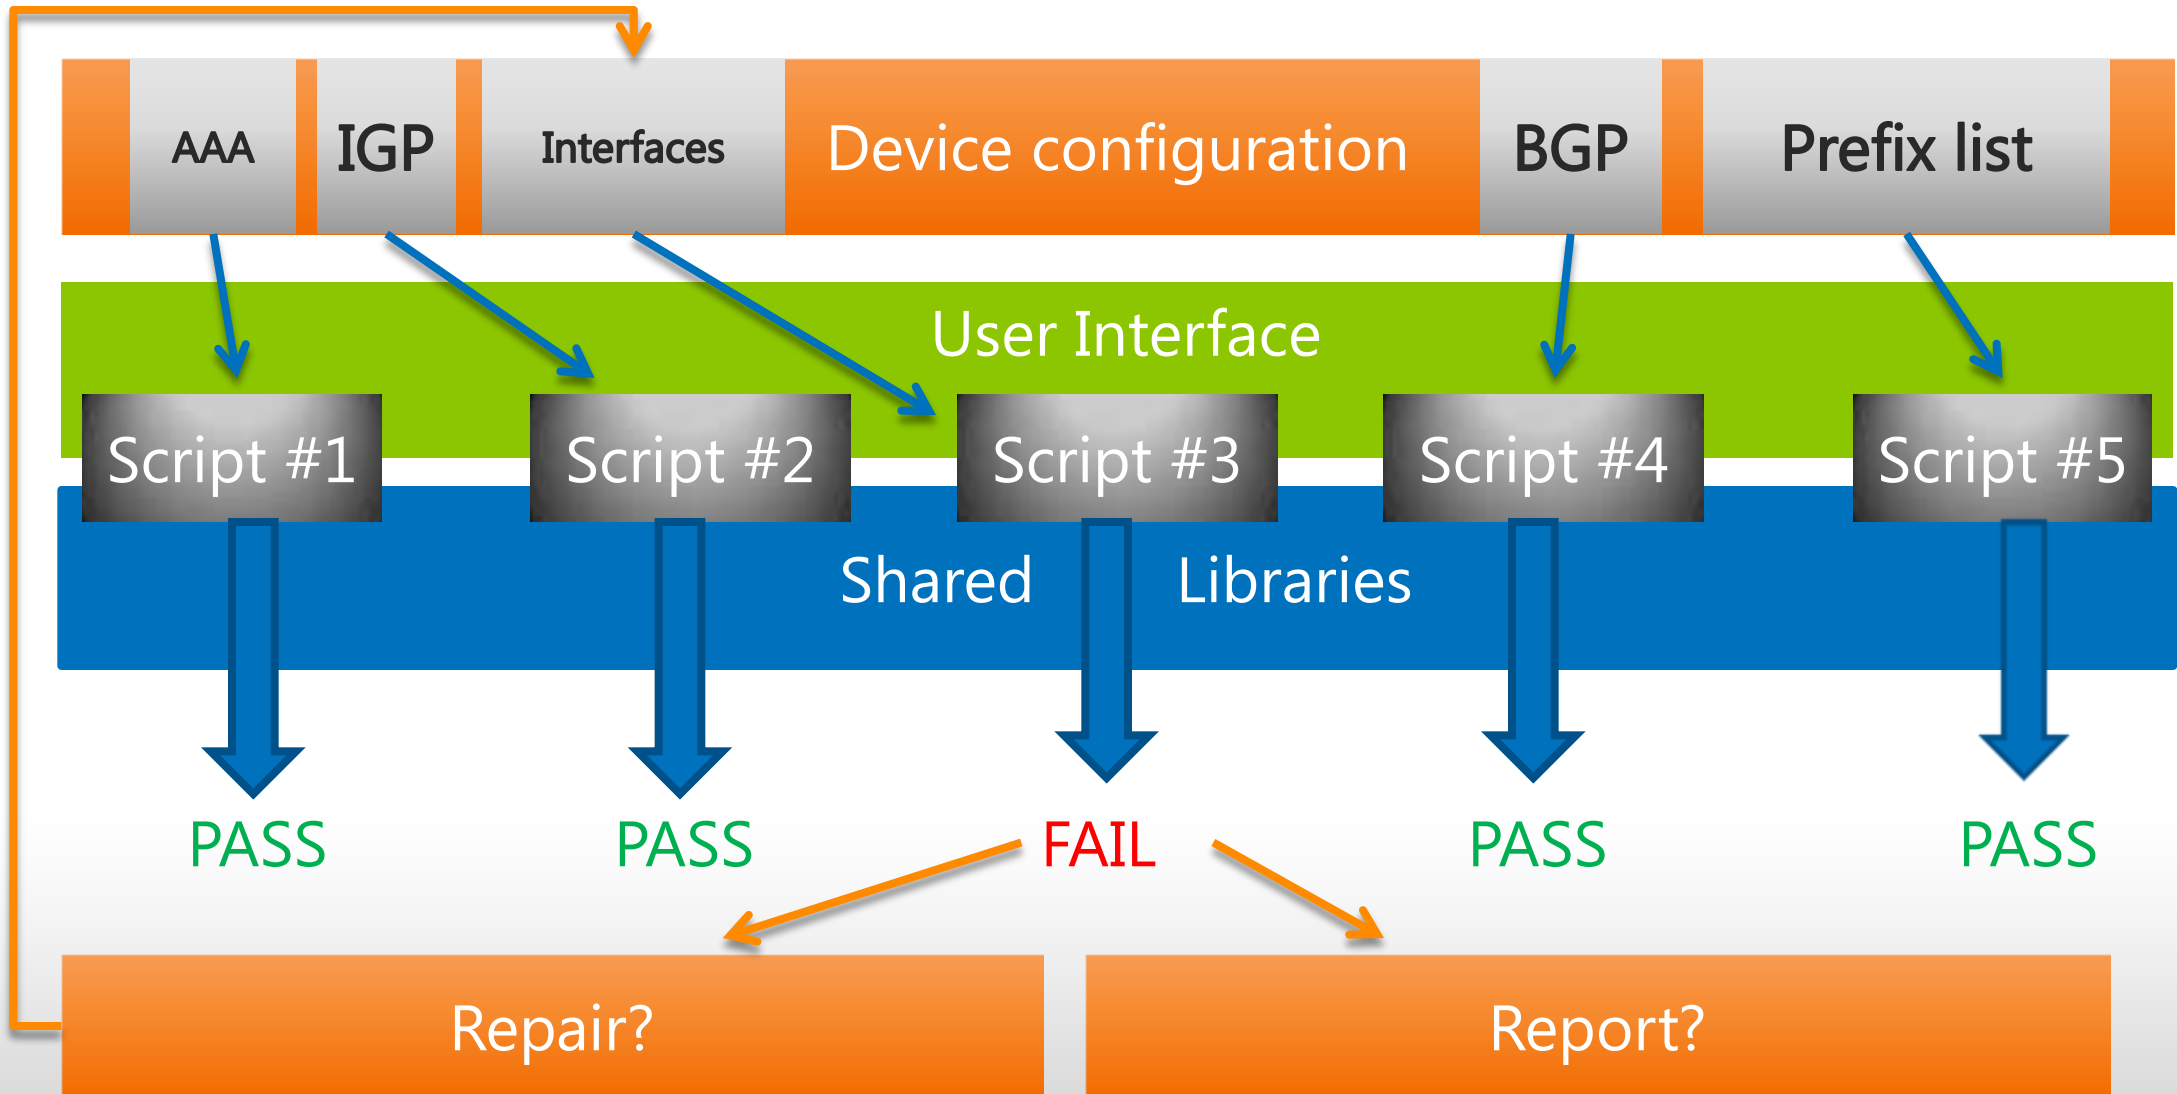 AAA
IGP
Interfaces
Device configuration
BGP
Prefix list
User Interface
Script #1
Script #2
Script #3
Script #4
Script #5
Shared Libraries
PASS
PASS
FAIL
PASS
PASS
Repair?
Report?